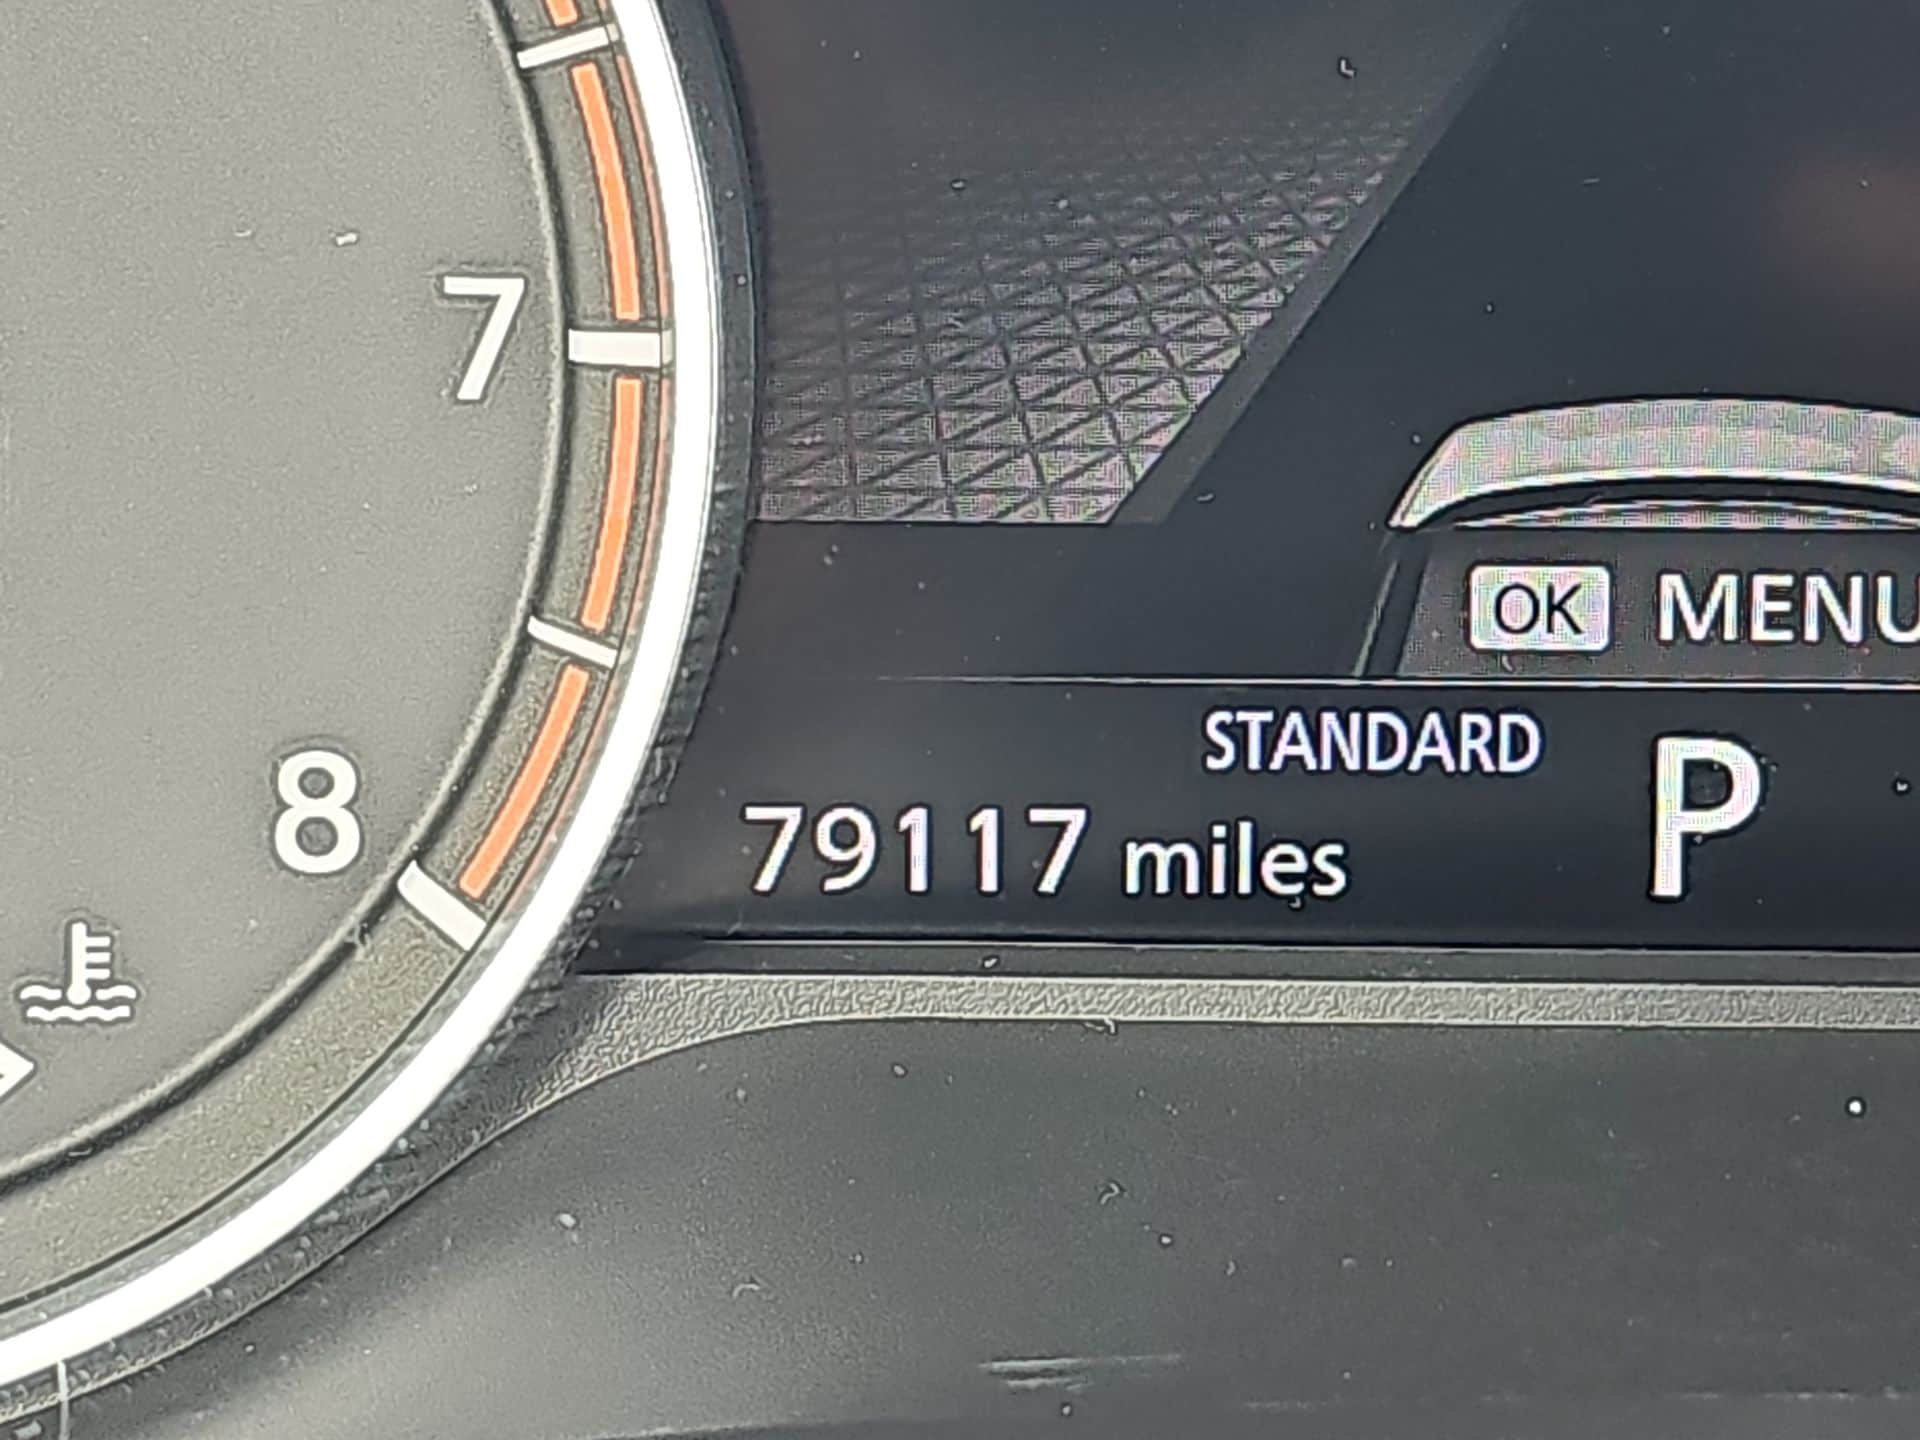 7
OK MENU
STANDARD
P
8
79117 miles